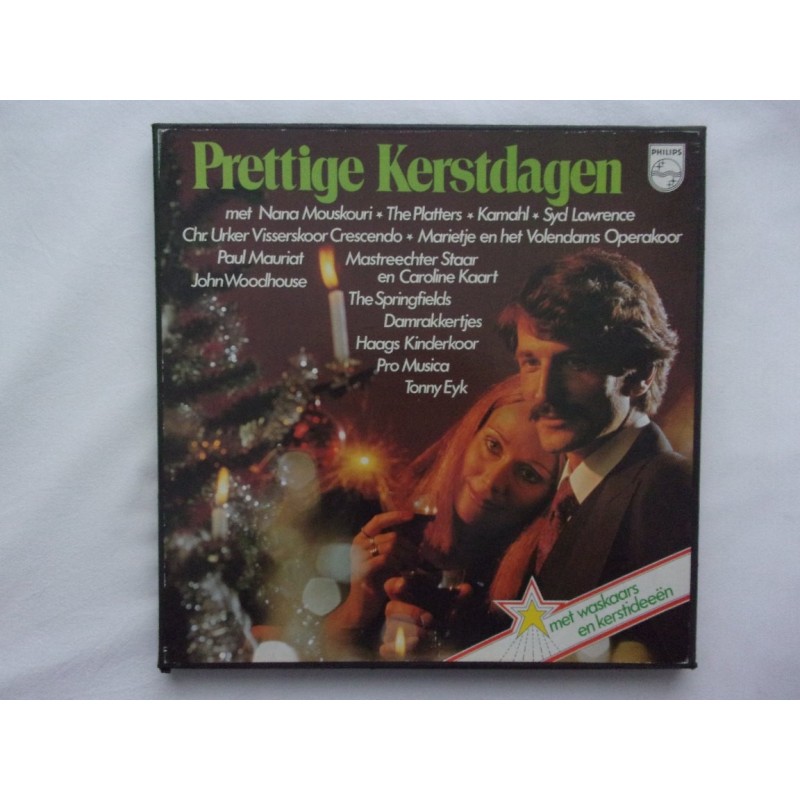 Prettige Kerstdagen
PHILIPS
met Nana Mouskouri * The Platters * Kamahl * Syd Lawrence
Chr. Urker Visserskoor Crescendo * Marietje en het Volendams Operakoor
Paul Mauriat
John Woodhouse
Mastreechter Staar
en Caroline Kaart
The Springfields
Damrakkertjes
Haags Kinderkoor
Pro Musica
Tonny Eyk
met waskaars
en kerstideeën